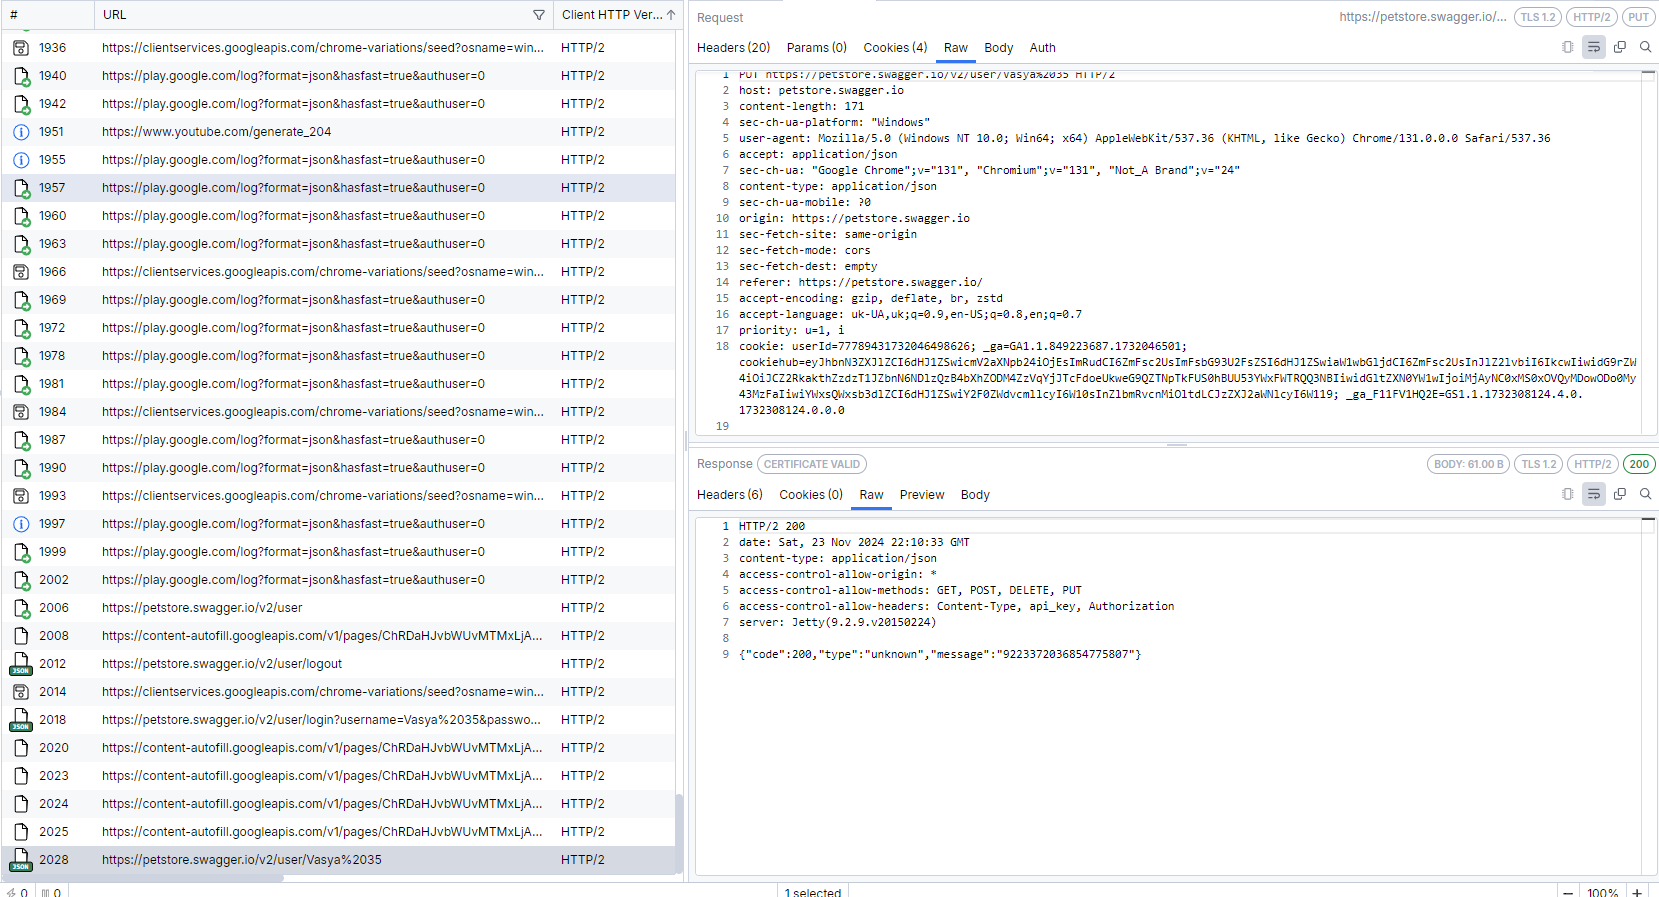 #
URL
Client HTTP Ver...
1936 https://clientservices.googleapis.com/chrome-variations/seed?osname=win... HTTP/2
1940 https://play.google.com/log?format=json&hasfast=true&authuser=0 HTTP/2
1942 https://play.google.com/log?format=json&hasfast=true&authuser=0 HTTP/2
1951 https://www.youtube.com/generate_204 HTTP/2
1955 https://play.google.com/log?format=json&hasfast=true&authuser=0 HTTP/2
1957 https://play.google.com/log?format=json&hasfast=true&authuser=0 HTTP/2
1960 https://play.google.com/log?format=json&hasfast=true&authuser=0 HTTP/2
1963 https://play.google.com/log?format=json&hasfast=true&authuser=0 HTTP/2
1966 https://clientservices.googleapis.com/chrome-variations/seed?osname=win... HTTP/2
1969 https://play.google.com/log?format=json&hasfast=true&authuser=0 HTTP/2
1972 https://play.google.com/log?format=json&hasfast=true&authuser=0 HTTP/2
1978 https://play.google.com/log?format=json&hasfast=true&authuser=0 HTTP/2
1981 https://play.google.com/log?format=json&hasfast=true&authuser=0 HTTP/2
1984 https://clientservices.googleapis.com/chrome-variations/seed?osname=win... HTTP/2
1987 https://play.google.com/log?format=json&hasfast=true&authuser=0 HTTP/2
1990 https://play.google.com/log?format=json&hasfast=true&authuser=0 HTTP/2
1993 https://clientservices.googleapis.com/chrome-variations/seed?osname=win... HTTP/2
1997 https://play.google.com/log?format=json&hasfast=true&authuser=0 HTTP/2
1999 https://play.google.com/log?format=json&hasfast=true&authuser=0 HTTP/2
2002 https://play.google.com/log?format=json&hasfast=true&authuser=0 HTTP/2
2006 https://petstore.swagger.io/v2/user HTTP/2
2008 https://content-autofill.googleapis.com/v1/pages/ChRDaHJvbWUvMTMxLjA... HTTP/2
JSON 2012 https://petstore.swagger.io/v2/user/logout HTTP/2
2014 https://clientservices.googleapis.com/chrome-variations/seed?osname=win... HTTP/2
JSON 2018 https://petstore.swagger.io/v2/user/login?username=Vasya%2035&passwo... HTTP/2
2020 https://content-autofill.googleapis.com/v1/pages/ChRDaHJvbWUvMTMxLjA... HTTP/2
2023 https://content-autofill.googleapis.com/v1/pages/ChRDaHJvbWUvMTMxLjA... HTTP/2
2024 https://content-autofill.googleapis.com/v1/pages/ChRDaHJvbWUvMTMxLjA... HTTP/2
2025 https://content-autofill.googleapis.com/v1/pages/ChRDaHJvbWUvMTMxLjA... HTTP/2
JSON 2028 https://petstore.swagger.io/v2/user/Vasya%2035 HTTP/2
Request https://petstore.swagger.io/... TLS 1.2 HTTP/2 PUT
Headers (20) Params (0) Cookies (4) Raw Body Auth
1 PUT https://petstore.swagger.io/v2/user/Vasya%2035 HTTP/2
2 host: petstore.swagger.io
3 content-length: 171
4 sec-ch-ua-platform: "Windows"
5 user-agent: Mozilla/5.0 (Windows NT 10.0; Win64; x64) AppleWebKit/537.36 (KHTML, like Gecko) Chrome/131.0.0.0 Safari/537.36
6 accept: application/json
7 sec-ch-ua: "Google Chrome";v="131", "Chromium";v="131", "Not_A Brand";v="24"
8 content-type: application/json
9 sec-ch-ua-mobile: ?0
10 origin: https://petstore.swagger.io
11 sec-fetch-site: same-origin
12 sec-fetch-mode: cors
13 sec-fetch-dest: empty
14 referer: https://petstore.swagger.io/
15 accept-encoding: gzip, deflate, br, zstd
16 accept-language: uk-UA,uk;q=0.9,en-US;q=0.8,en;q=0.7
17 priority: u=1, i
18 cookie: userId=77789431732046498626; _ga=GA1.1.849223687.1732046501;
_ga_F11FV1HQ2E=GS1.1.1732308124.4.0.
1732308124.0.0.0
19
Response CERTIFICATE VALID BODY: 61.00 B TLS 1.2 HTTP/2 200
Headers (6) Cookies (0) Raw Preview Body
1 HTTP/2 200
2 date: Sat, 23 Nov 2024 22:10:33 GMT
3 content-type: application/json
4 access-control-allow-origin: *
5 access-control-allow-methods: GET, POST, DELETE, PUT
6 access-control-allow-headers: Content-Type, api_key, Authorization
7 server: Jetty(9.2.9.v20150224)
8
9 {"code":200,"type":"unknown","message":"9223372036854775807"}
0 0 1 selected 100%